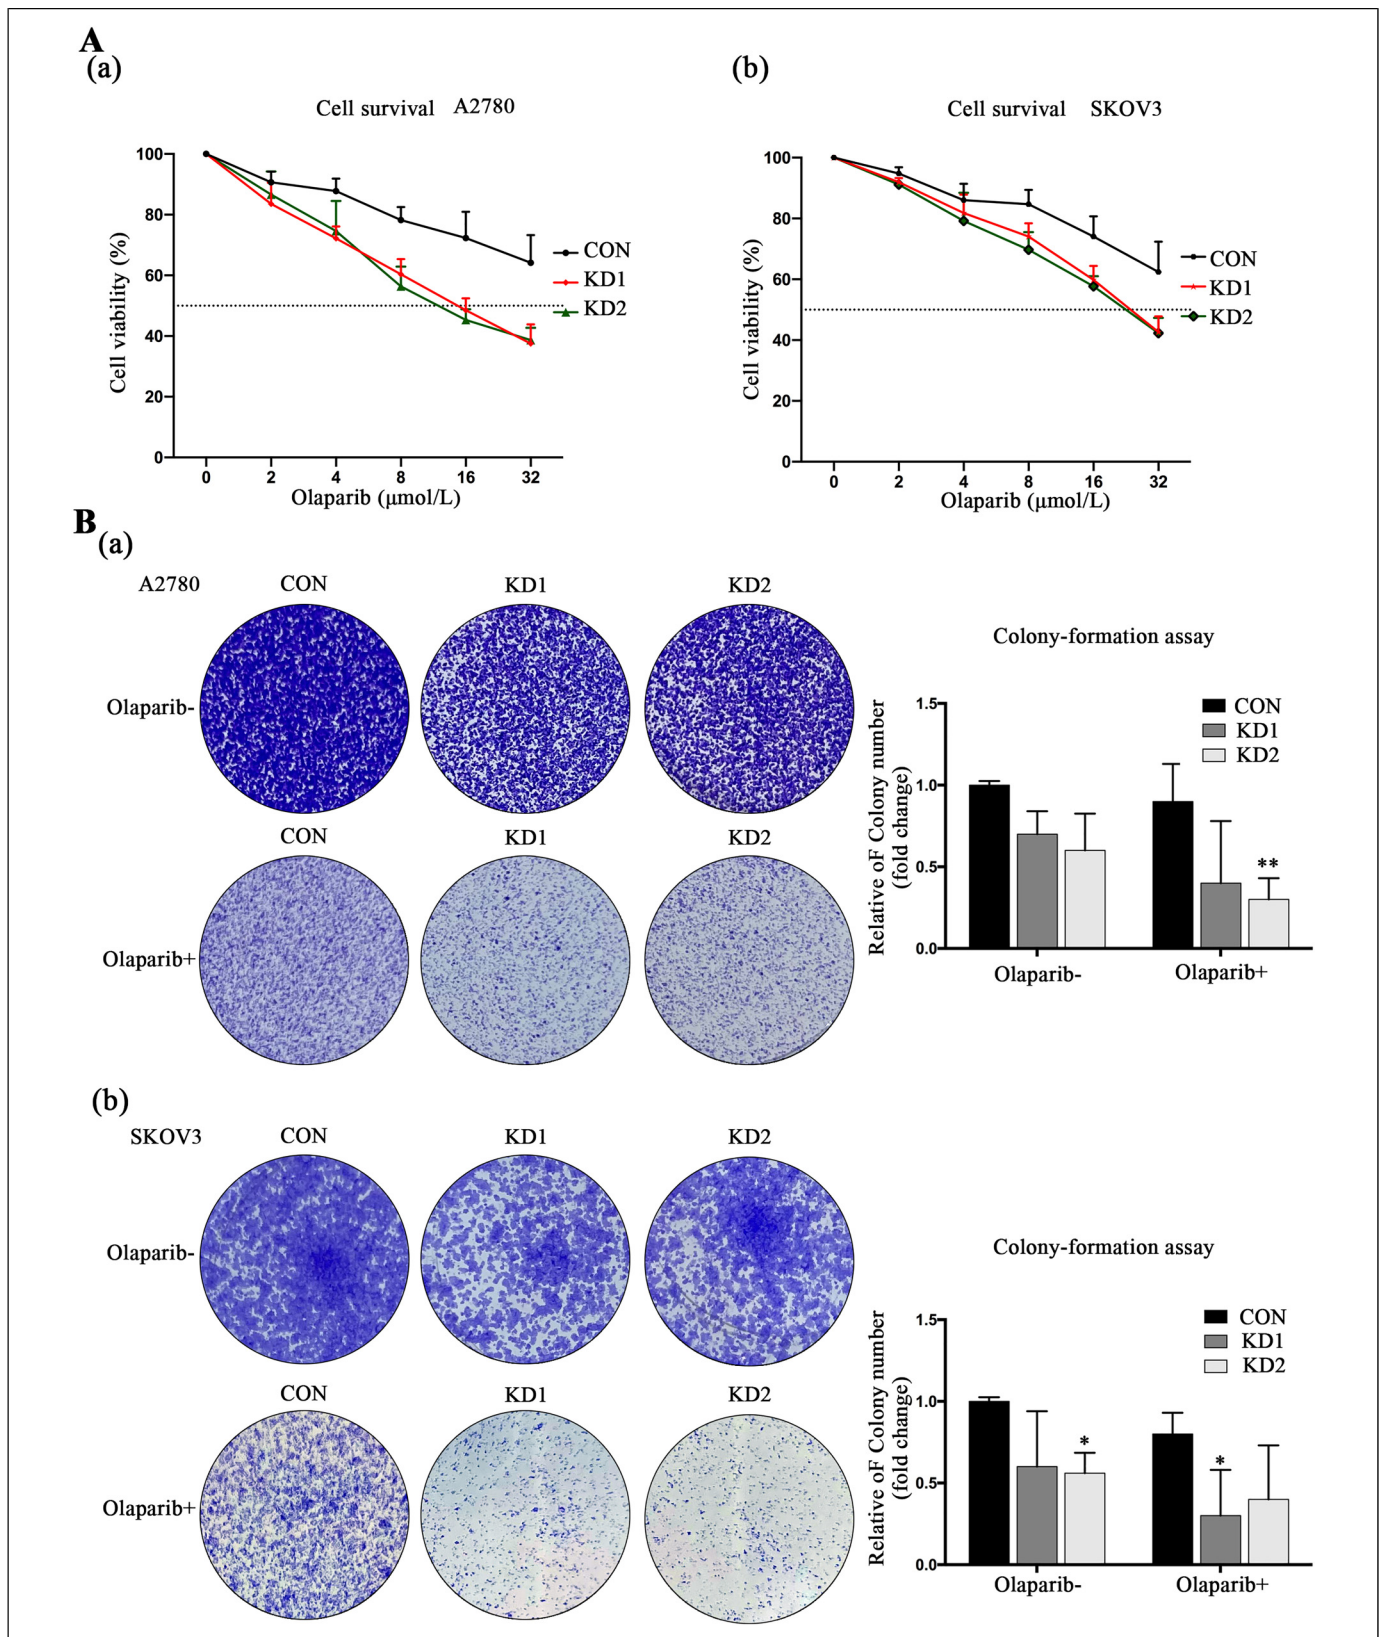 A
(a)
Cell survival A2780
100
80
60
40
20
0
Cell viability (%)
0 2 4 8 16 32
Olaparib (μmol/L)
CON
KD1
KD2
(b)
Cell survival SKOV3
100
80
60
40
20
0
Cell viability (%)
0 2 4 8 16 32
Olaparib (μmol/L)
CON
KD1
KD2
B
(a)
A2780
CON KD1 KD2
Olaparib-
CON KD1 KD2
Olaparib+
Colony-formation assay
Relative oF Colony number
(fold change)
1.5
1.0
0.5
0.0
CON
KD1
KD2
**
Olaparib- Olaparib+
(b)
SKOV3
CON KD1 KD2
Olaparib-
CON KD1 KD2
Olaparib+
Colony-formation assay
Relative oF Colony number
(fold change)
1.5
1.0
0.5
0.0
CON
KD1
KD2
* *
Olaparib- Olaparib+